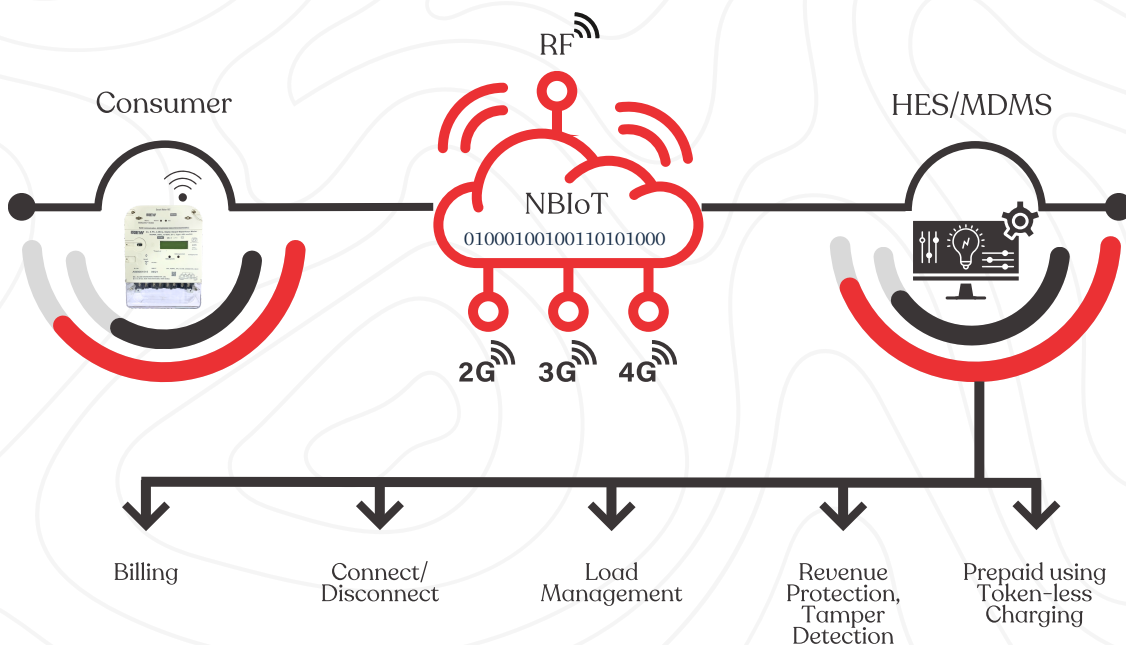 RF
Consumer
HES/MDMS
NBIoT
01000100100110101000
2G
3G
4G
Billing
Connect/
Disconnect
Load
Management
Revenue
Protection,
Tamper
Detection
Prepaid using
Token-less
Charging